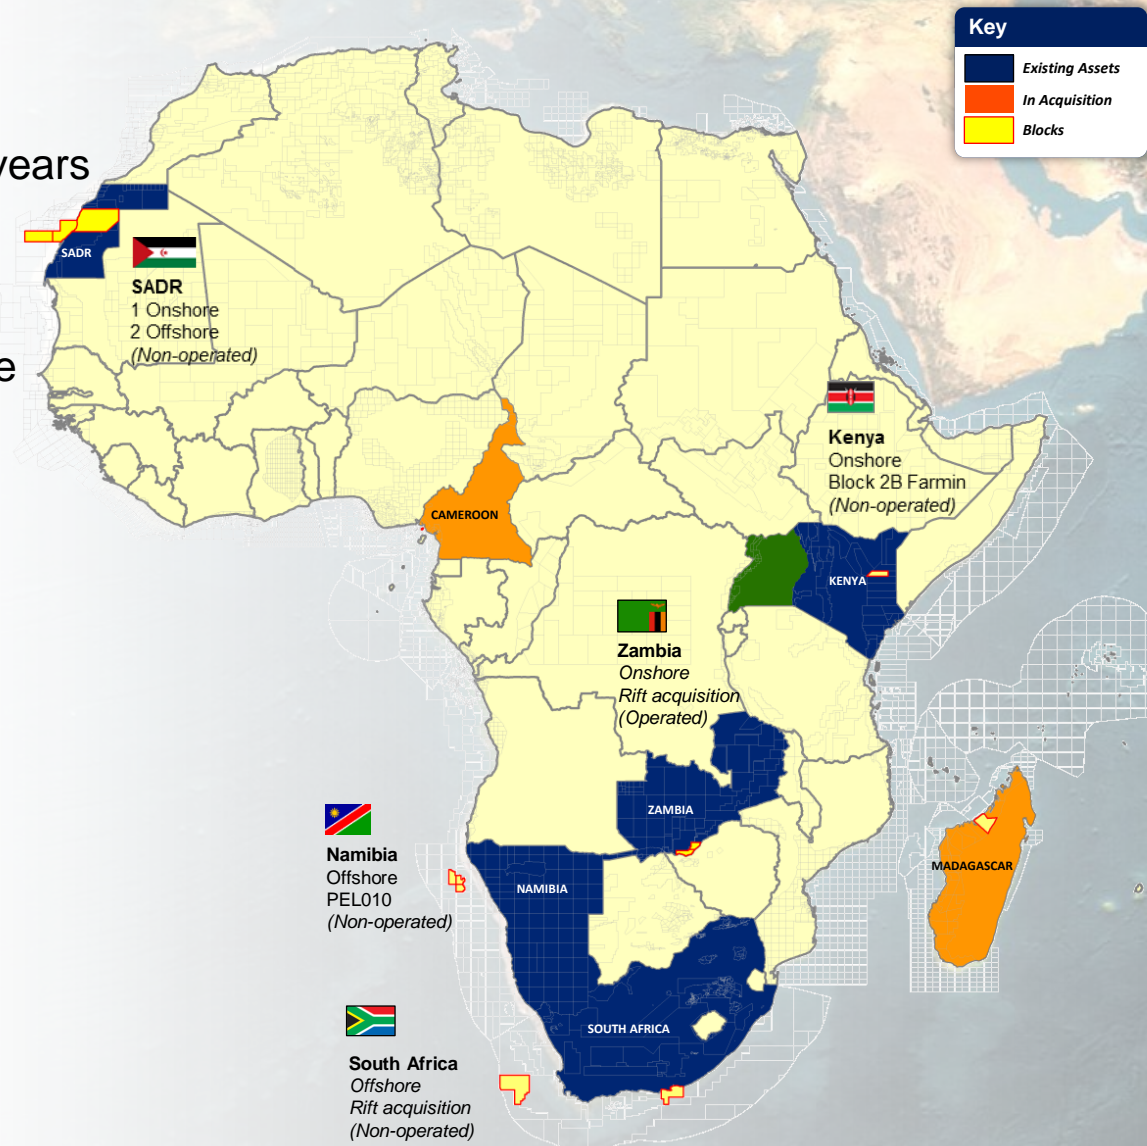 Key
Existing Assets
In Acquisition
Blocks
years
e
SADR
SADR
1 Onshore
2 Offshore
(Non-operated)
CAMEROON
Kenya
Onshore
Block 2B Farmin
(Non-operated)
KENYA
Zambia
Onshore
Rift acquisition
(Operated)
ZAMBIA
MADAGASCAR
Namibia
Offshore
PEL010
(Non-operated)
NAMIBIA
SOUTH AFRICA
South Africa
Offshore
Rift acquisition
(Non-operated)